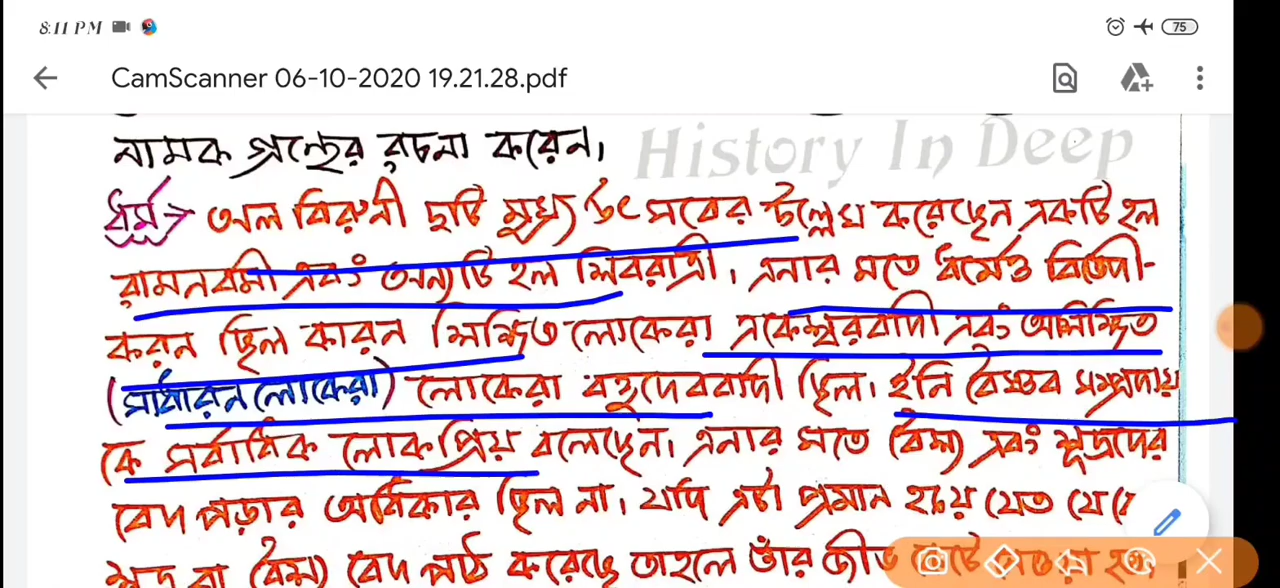 8:11 PM
75
CamScanner 06-10-2020 19.21.28.pdf
নামক গ্রন্থের রচনা করেন।
History In Deep
ধর্ম → অল বিরুনী ছটি মুখ্য উৎসবের উল্লেখ করেছেন একটি হল
রামনবমী এবং অন্যটি হল শিবরাত্রী, এনার মতে ধর্মেও বিভেদী-
করন ছিল কারন শিক্ষিত লোকেরা একেশ্বরবাদী এবং অশিক্ষিত
(সাধারন লোকেরা) লোকেরা বহুদেববাদী ছিল। ইনি বৈষ্ণব সম্প্রদায়
কে সর্বাধিক লোকপ্রিয় বলেছেন। এনার মতে বৈশ্য এবং শূদ্রদের
বেদ পড়ার অধিকার ছিল না। যদি এটা প্রমান হয়ে যেত যে
শূদ্র বা বৈশ্য বেদ পাঠ করেছে তাহলে তাঁর জীভ